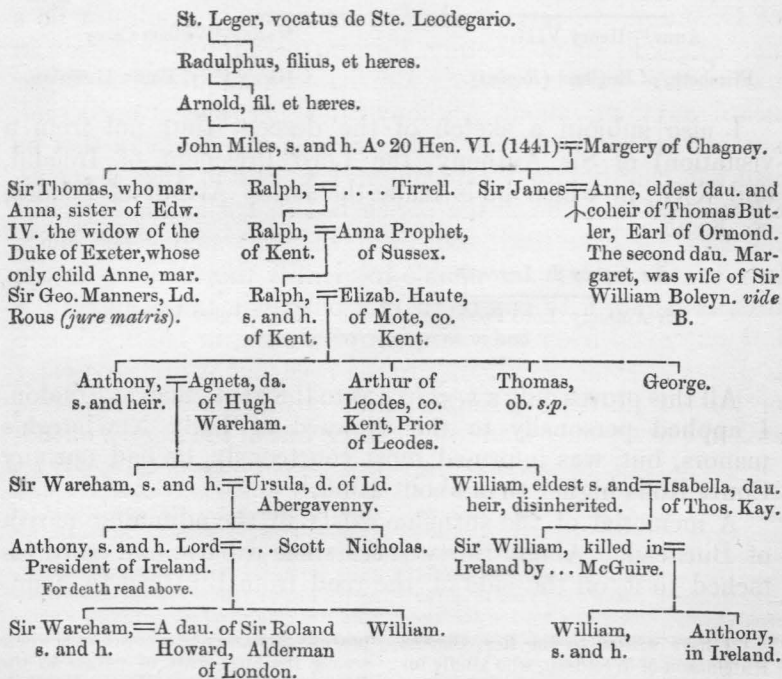 St. Leger, vocatus de Ste. Leodegario.
Radulphus, filius, et hæres.
Arnold, fil. et hæres.
John Miles, s. and h. Aº 20 Hen. VI. (1441)=Margery of Chagney.
Sir Thomas, who mar.
Anna, sister of Edw.
IV. the widow of the
Duke of Exeter, whose
only child Anne, mar.
Sir Geo. Manners, Ld.
Rous (jure matris).
Ralph, = .... Tirrell.
Ralph, = Anna Prophet,
of Kent. of Sussex.
Ralph, = Elizab. Haute,
s. and h. of Mote, co.
of Kent. Kent.
Sir James = Anne, eldest dau. and
coheir of Thomas But-
ler, Earl of Ormond.
The second dau. Mar-
garet, was wife of Sir
William Boleyn. vide
B.
Anthony, = Agneta, da.
s. and heir. of Hugh
Wareham.
Arthur of
Leodes, co.
Kent, Prior
of Leodes.
Thomas,
ob. s.p.
George.
Sir Wareham, s. and h. = Ursula, d. of Ld.
Abergavenny.
William, eldest s. and = Isabella, dau.
heir, disinherited. of Thos. Kay.
Anthony, s. and h. Lord = .. Scott
President of Ireland.
For death read above.
Nicholas.
Sir William, killed in =
Ireland by ... McGuire.
Sir Wareham, = A dau of Sir Roland
s. and h. Howard, Alderman
of London.
William.
William,
s. and h.
Anthony,
in Ireland.